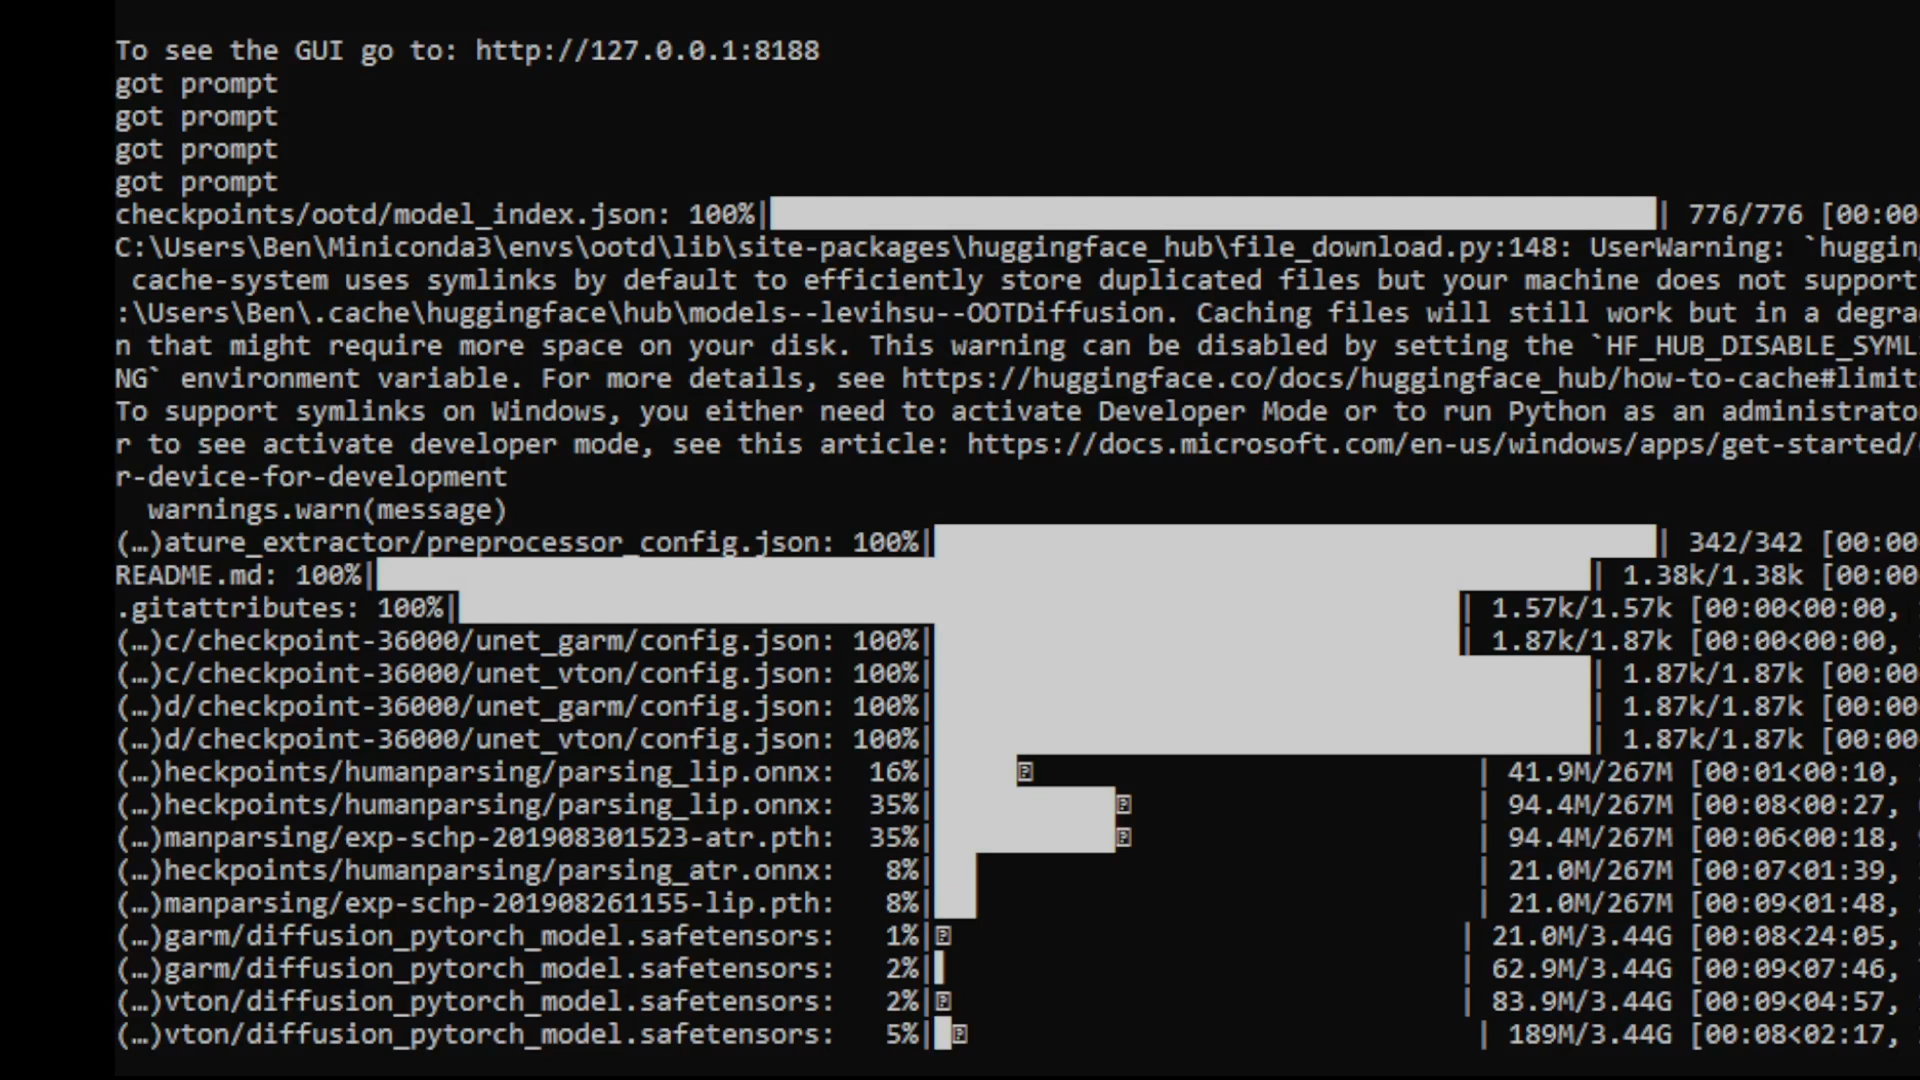 To see the GUI go to: http://127.0.0.1:8188
got prompt
got prompt
got prompt
got prompt
checkpoints/ootd/model_index.json: 100%| | 776/776 [00:00
C:\Users\Ben\Miniconda3\envs\ootd\lib\site-packages\huggingface_hub\file_download.py:148: UserWarning: `hugging
cache-system uses symlinks by default to efficiently store duplicated files but your machine does not support
:\Users\Ben\.cache\huggingface\hub\models--levihsu--OOTDiffusion. Caching files will still work but in a degra
n that might require more space on your disk. This warning can be disabled by setting the `HF_HUB_DISABLE_SYML
NG` environment variable. For more details, see https://huggingface.co/docs/huggingface_hub/how-to-cache#limit
To support symlinks on Windows, you either need to activate Developer Mode or to run Python as an administrato
r to see activate developer mode, see this article: https://docs.microsoft.com/en-us/windows/apps/get-started/
r-device-for-development
warnings.warn(message)
(…)ature_extractor/preprocessor_config.json: 100%| | 342/342 [00:00
README.md: 100%| | 1.38k/1.38k [00:00
.gitattributes: 100%| | 1.57k/1.57k [00:00<00:00,
(…)c/checkpoint-36000/unet_garm/config.json: 100%| | 1.87k/1.87k [00:00<00:00,
(…)c/checkpoint-36000/unet_vton/config.json: 100%| | 1.87k/1.87k [00:00
(…)d/checkpoint-36000/unet_garm/config.json: 100%| | 1.87k/1.87k [00:00
(…)d/checkpoint-36000/unet_vton/config.json: 100%| | 1.87k/1.87k [00:00
(…)heckpoints/humanparsing/parsing_lip.onnx: 16%| | 41.9M/267M [00:01<00:10,
(…)heckpoints/humanparsing/parsing_lip.onnx: 35%| | 94.4M/267M [00:08<00:27,
(…)manparsing/exp-schp-201908301523-atr.pth: 35%| | 94.4M/267M [00:06<00:18,
(…)heckpoints/humanparsing/parsing_atr.onnx: 8%| | 21.0M/267M [00:07<01:39,
(…)manparsing/exp-schp-201908261155-lip.pth: 8%| | 21.0M/267M [00:09<01:48,
(…)garm/diffusion_pytorch_model.safetensors: 1%| | 21.0M/3.44G [00:08<24:05,
(…)garm/diffusion_pytorch_model.safetensors: 2%| | 62.9M/3.44G [00:09<07:46,
(…)vton/diffusion_pytorch_model.safetensors: 2%| | 83.9M/3.44G [00:09<04:57,
(…)vton/diffusion_pytorch_model.safetensors: 5%| | 189M/3.44G [00:08<02:17,